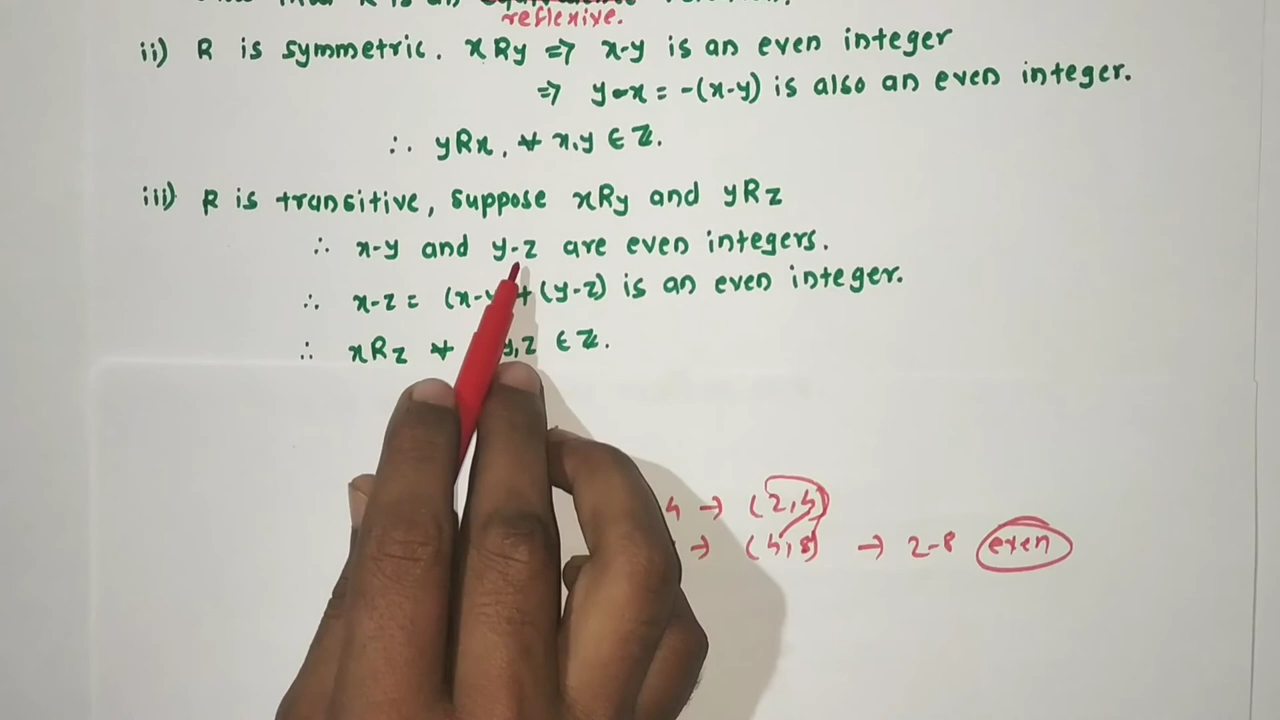 reflexive.
ii) R is symmetric. xRy ⇒ x-y is an even integer
⇒ y-x = -(x-y) is also an even integer.
∴ yRx, ∀ x,y ∈ Z.
iii) R is transitive, suppose xRy and yRz
∴ x-y and y-z are even integers.
∴ x-z = (x-y + (y-z) is an even integer.
∴ xRz ∀ y,z ∈ Z.
4 → (2,4)
→ (4,8) → 2-8 even